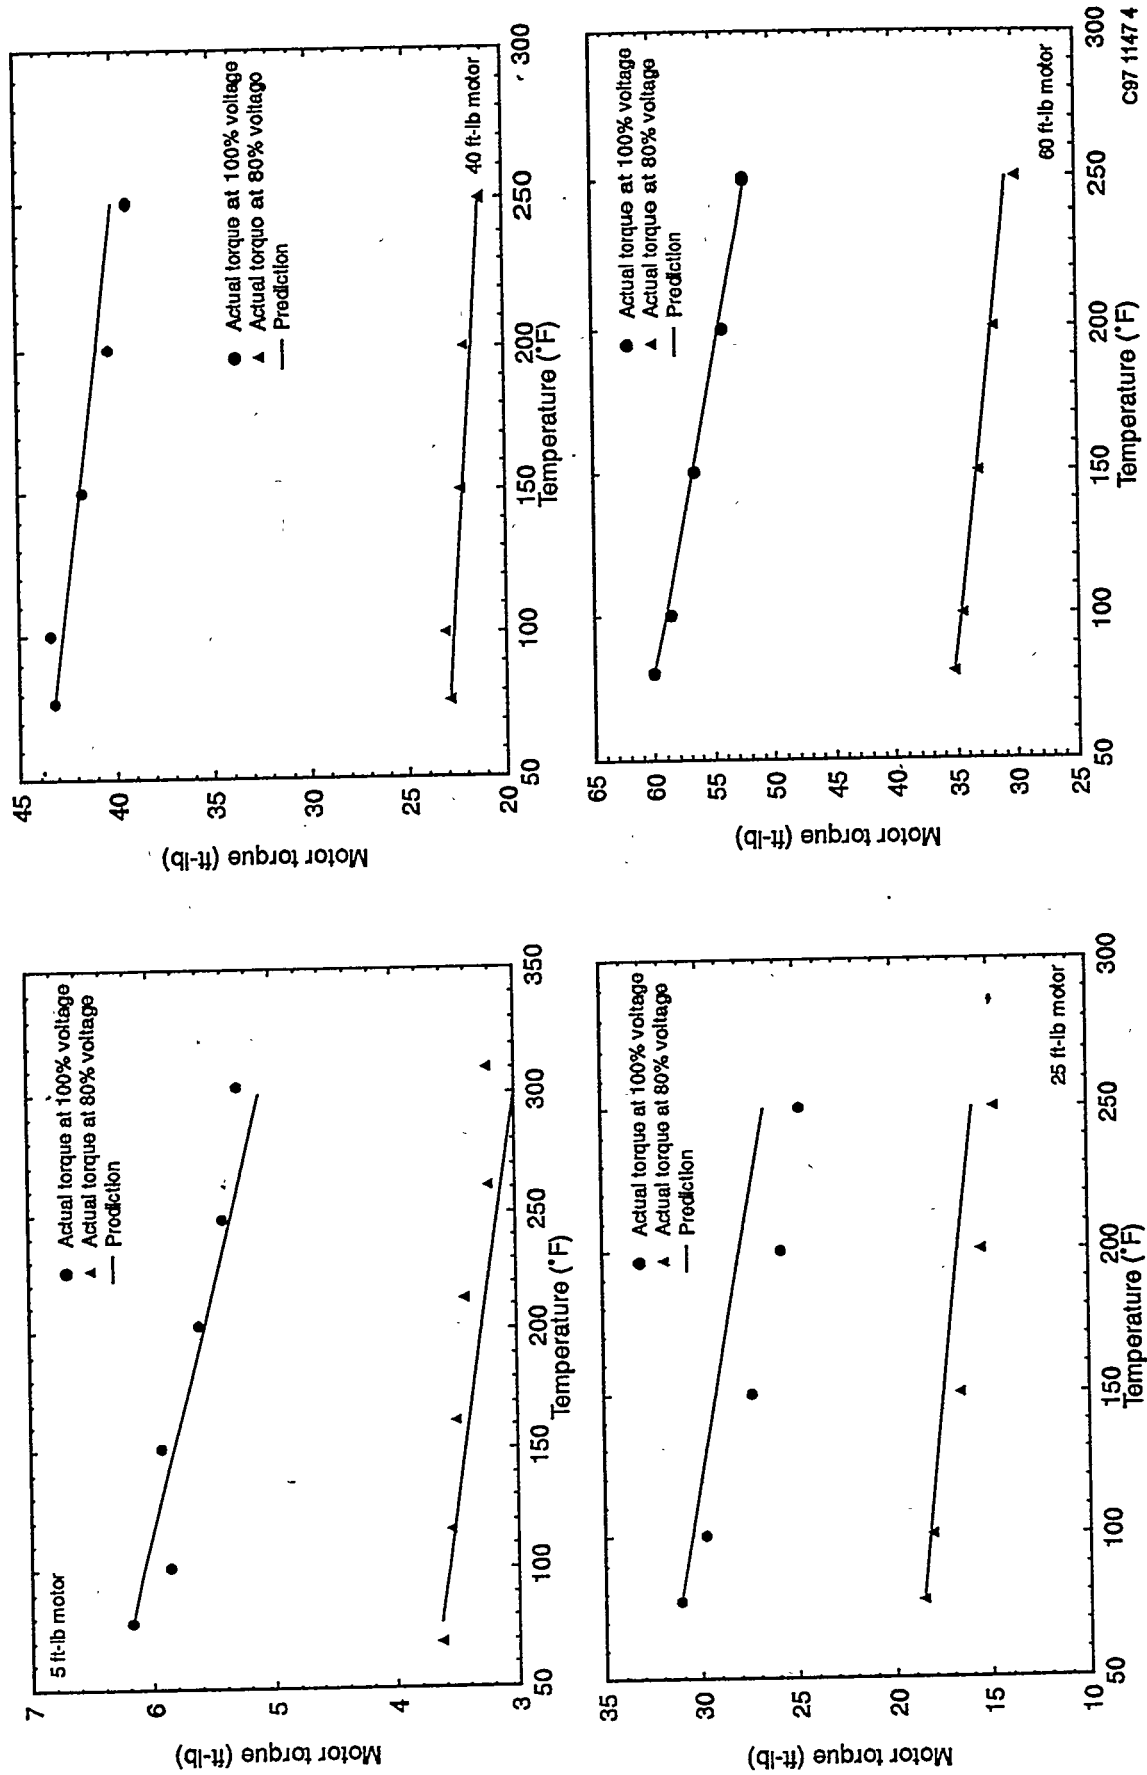 5 ft-lb motor
● Actual torque at 100% voltage
▲ Actual torque at 80% voltage
— Prediction
7
6
5
4
3
Motor torque (ft-lb)
50 100 150 200 250 300 350
Temperature (°F)
● Actual torque at 100% voltage
▲ Actual torque at 80% voltage
— Prediction
40 ft-lb motor
45
40
35
30
25
20
Motor torque (ft-lb)
50 100 150 200 250 300
Temperature (°F)
● Actual torque at 100% voltage
▲ Actual torque at 80% voltage
— Prediction
25 ft-lb motor
35
30
25
20
15
10
Motor torque (ft-lb)
50 100 150 200 250 300
Temperature (°F)
● Actual torque at 100% voltage
▲ Actual torque at 80% voltage
— Prediction
60 ft-lb motor
65
60
55
50
45
40
35
30
25
Motor torque (ft-lb)
50 100 150 200 250 300
Temperature (°F)
C97 11474